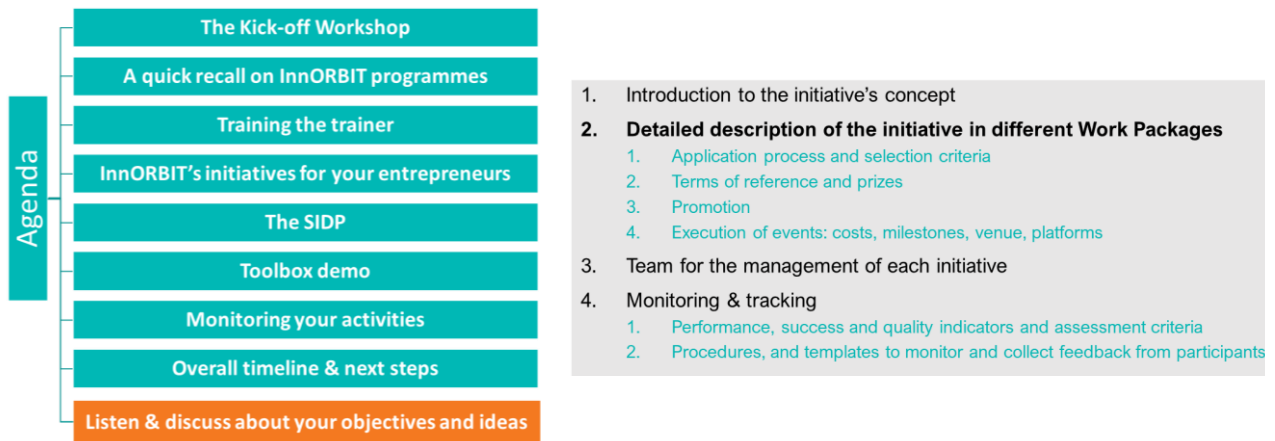 Agenda
The Kick-off Workshop
A quick recall on InnORBIT programmes
Training the trainer
InnORBIT's initiatives for your entrepreneurs
The SIDP
Toolbox demo
Monitoring your activities
Overall timeline & next steps
Listen & discuss about your objectives and ideas
1. Introduction to the initiative's concept
2. Detailed description of the initiative in different Work Packages
1. Application process and selection criteria
2. Terms of reference and prizes
3. Promotion
4. Execution of events: costs, milestones, venue, platforms
3. Team for the management of each initiative
4. Monitoring & tracking
1. Performance, success and quality indicators and assessment criteria
2. Procedures, and templates to monitor and collect feedback from participants